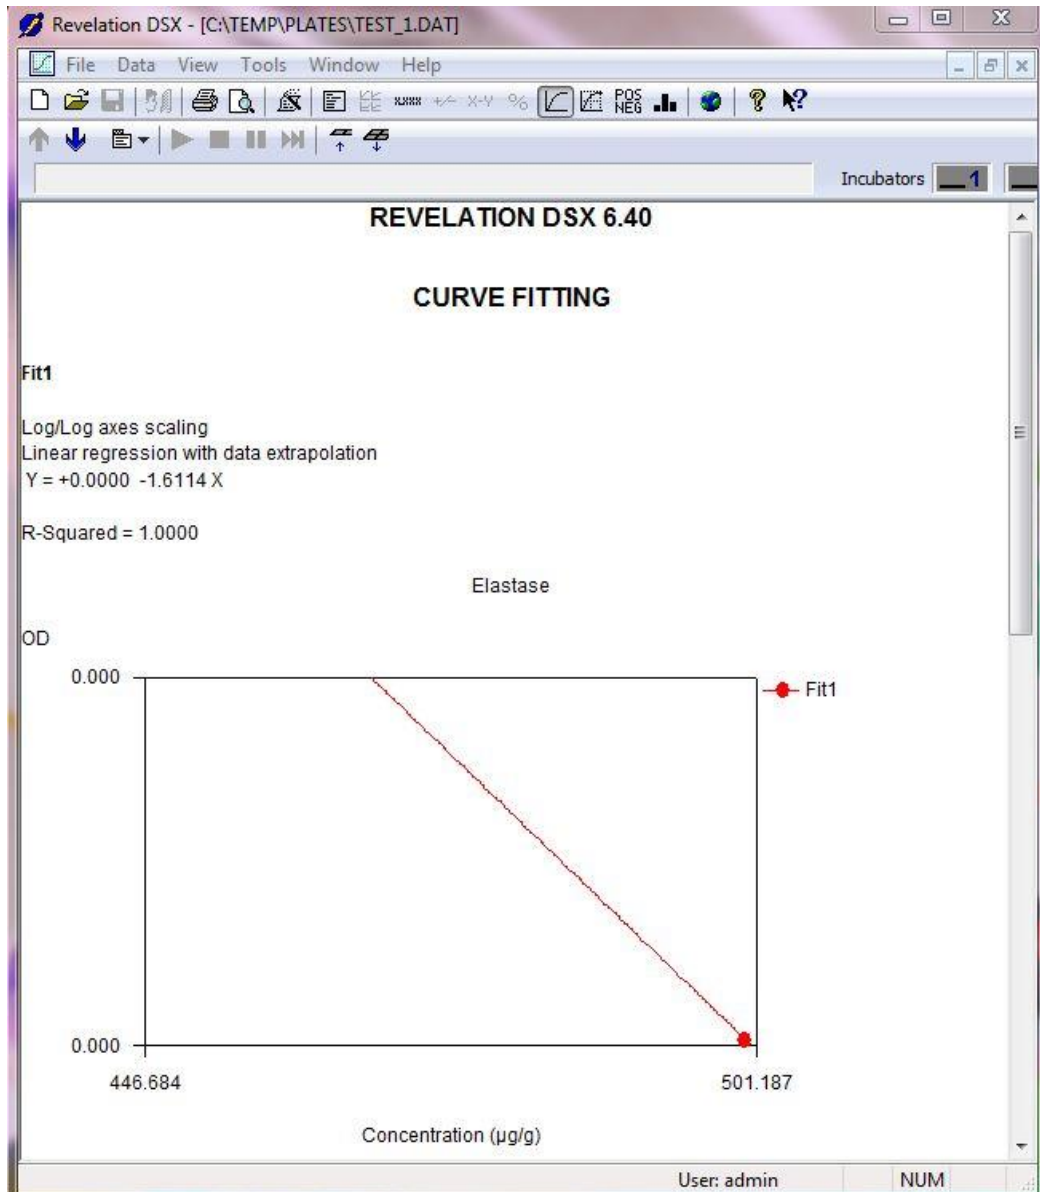 Revelation DSX - [C:\TEMP\PLATES\TEST_1.DAT]
File Data View Tools Window Help
% POS NEG
Incubators 1
REVELATION DSX 6.40
CURVE FITTING
Fit1
Log/Log axes scaling
Linear regression with data extrapolation
Y = +0.0000 -1.6114 X
R-Squared = 1.0000
Elastase
OD
0.000
Fit1
0.000
446.684 501.187
Concentration (µg/g)
User: admin NUM